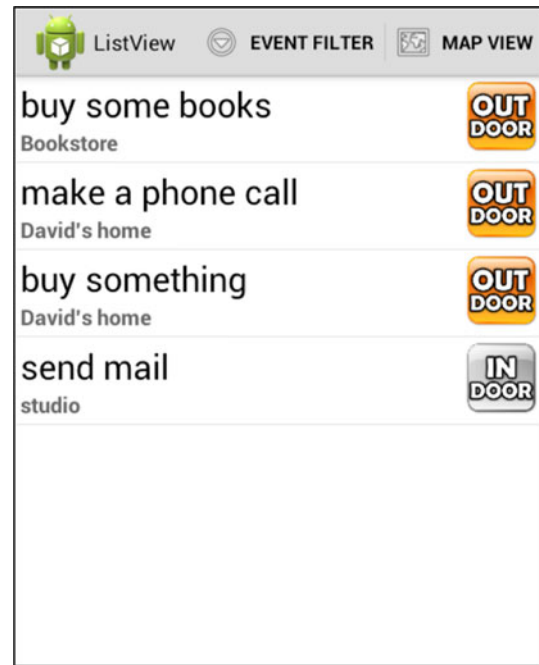 ListView EVENT FILTER MAP VIEW
buy some books
Bookstore
OUT
DOOR
make a phone call
David's home
OUT
DOOR
buy something
David's home
OUT
DOOR
send mail
studio
IN
DOOR